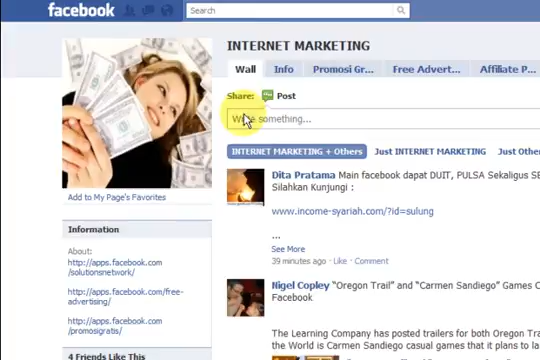 facebook
Search
INTERNET MARKETING
Wall Info Promosi Gr... Free Advert... Affiliate P...
Share: Post
Write something...
INTERNET MARKETING + Others Just INTERNET MARKETING Just Othe
Dita Pratama Main facebook dapat DUIT, PULSA Sekaligus SE
Silahkan Kunjungi :
www.income-syariah.com/?id=sulung
...
See More
39 minutes ago · Like · Comment
Nigel Copley "Oregon Trail" and "Carmen Sandiego" Games C
Facebook
The Learning Company has posted trailers for both Oregon Tr
the World is Carmen Sandiego casual games that it plans to la
Add to My Page's Favorites
Information
About:
http://apps.facebook.com
/solutionsnetwork/
http://apps.facebook.com/free-
advertising/
http://apps.facebook.com
/promosigratis/
4 Friends Like This